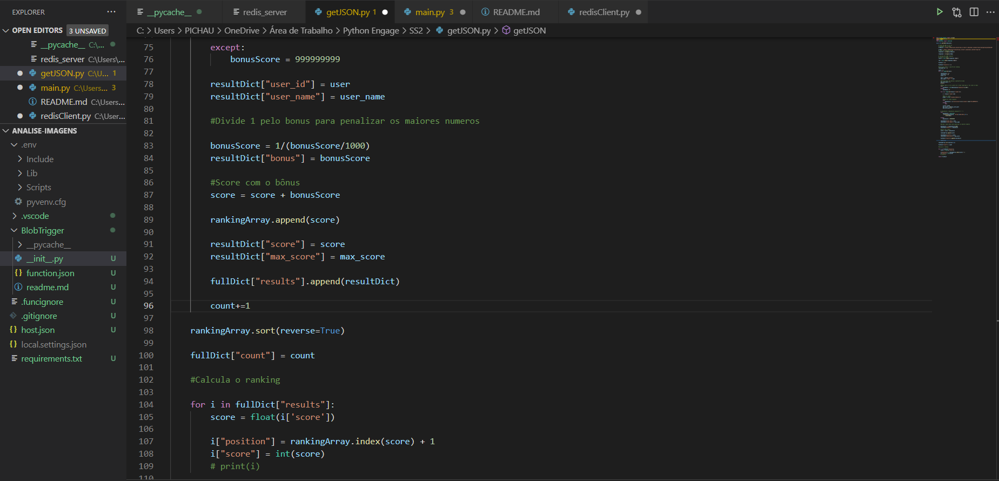 EXPLORER ···
OPEN EDITORS 3 UNSAVED
__pycache__ C:\...
redis_server C:\Users\...
getJSON.py C:\U... 1
main.py C:\Users... 3
README.md C:\Users...
redisClient.py C:\User...
ANALISE-IMAGENS
.env
Include
Lib
Scripts
pyvenv.cfg
.vscode
BlobTrigger
__pycache__
__init__.py U
function.json U
readme.md U
.funcignore U
.gitignore U
host.json U
local.settings.json
requirements.txt U
__pycache__ redis_server getJSON.py 1 main.py 3 README.md redisClient.py
C: > Users > PICHAU > OneDrive > Área de Trabalho > Python Engage > SS2 > getJSON.py > getJSON
75 except:
76 bonusScore = 999999999
77
78 resultDict["user_id"] = user
79 resultDict["user_name"] = user_name
80
81 #Divide 1 pelo bonus para penalizar os maiores numeros
82
83 bonusScore = 1/(bonusScore/1000)
84 resultDict["bonus"] = bonusScore
85
86 #Score com o bônus
87 score = score + bonusScore
88
89 rankingArray.append(score)
90
91 resultDict["score"] = score
92 resultDict["max_score"] = max_score
93
94 fullDict["results"].append(resultDict)
95
96 count+=1
97
98 rankingArray.sort(reverse=True)
99
100 fullDict["count"] = count
101
102 #Calcula o ranking
103
104 for i in fullDict["results"]:
105 score = float(i['score'])
106
107 i["position"] = rankingArray.index(score) + 1
108 i["score"] = int(score)
109 # print(i)
110